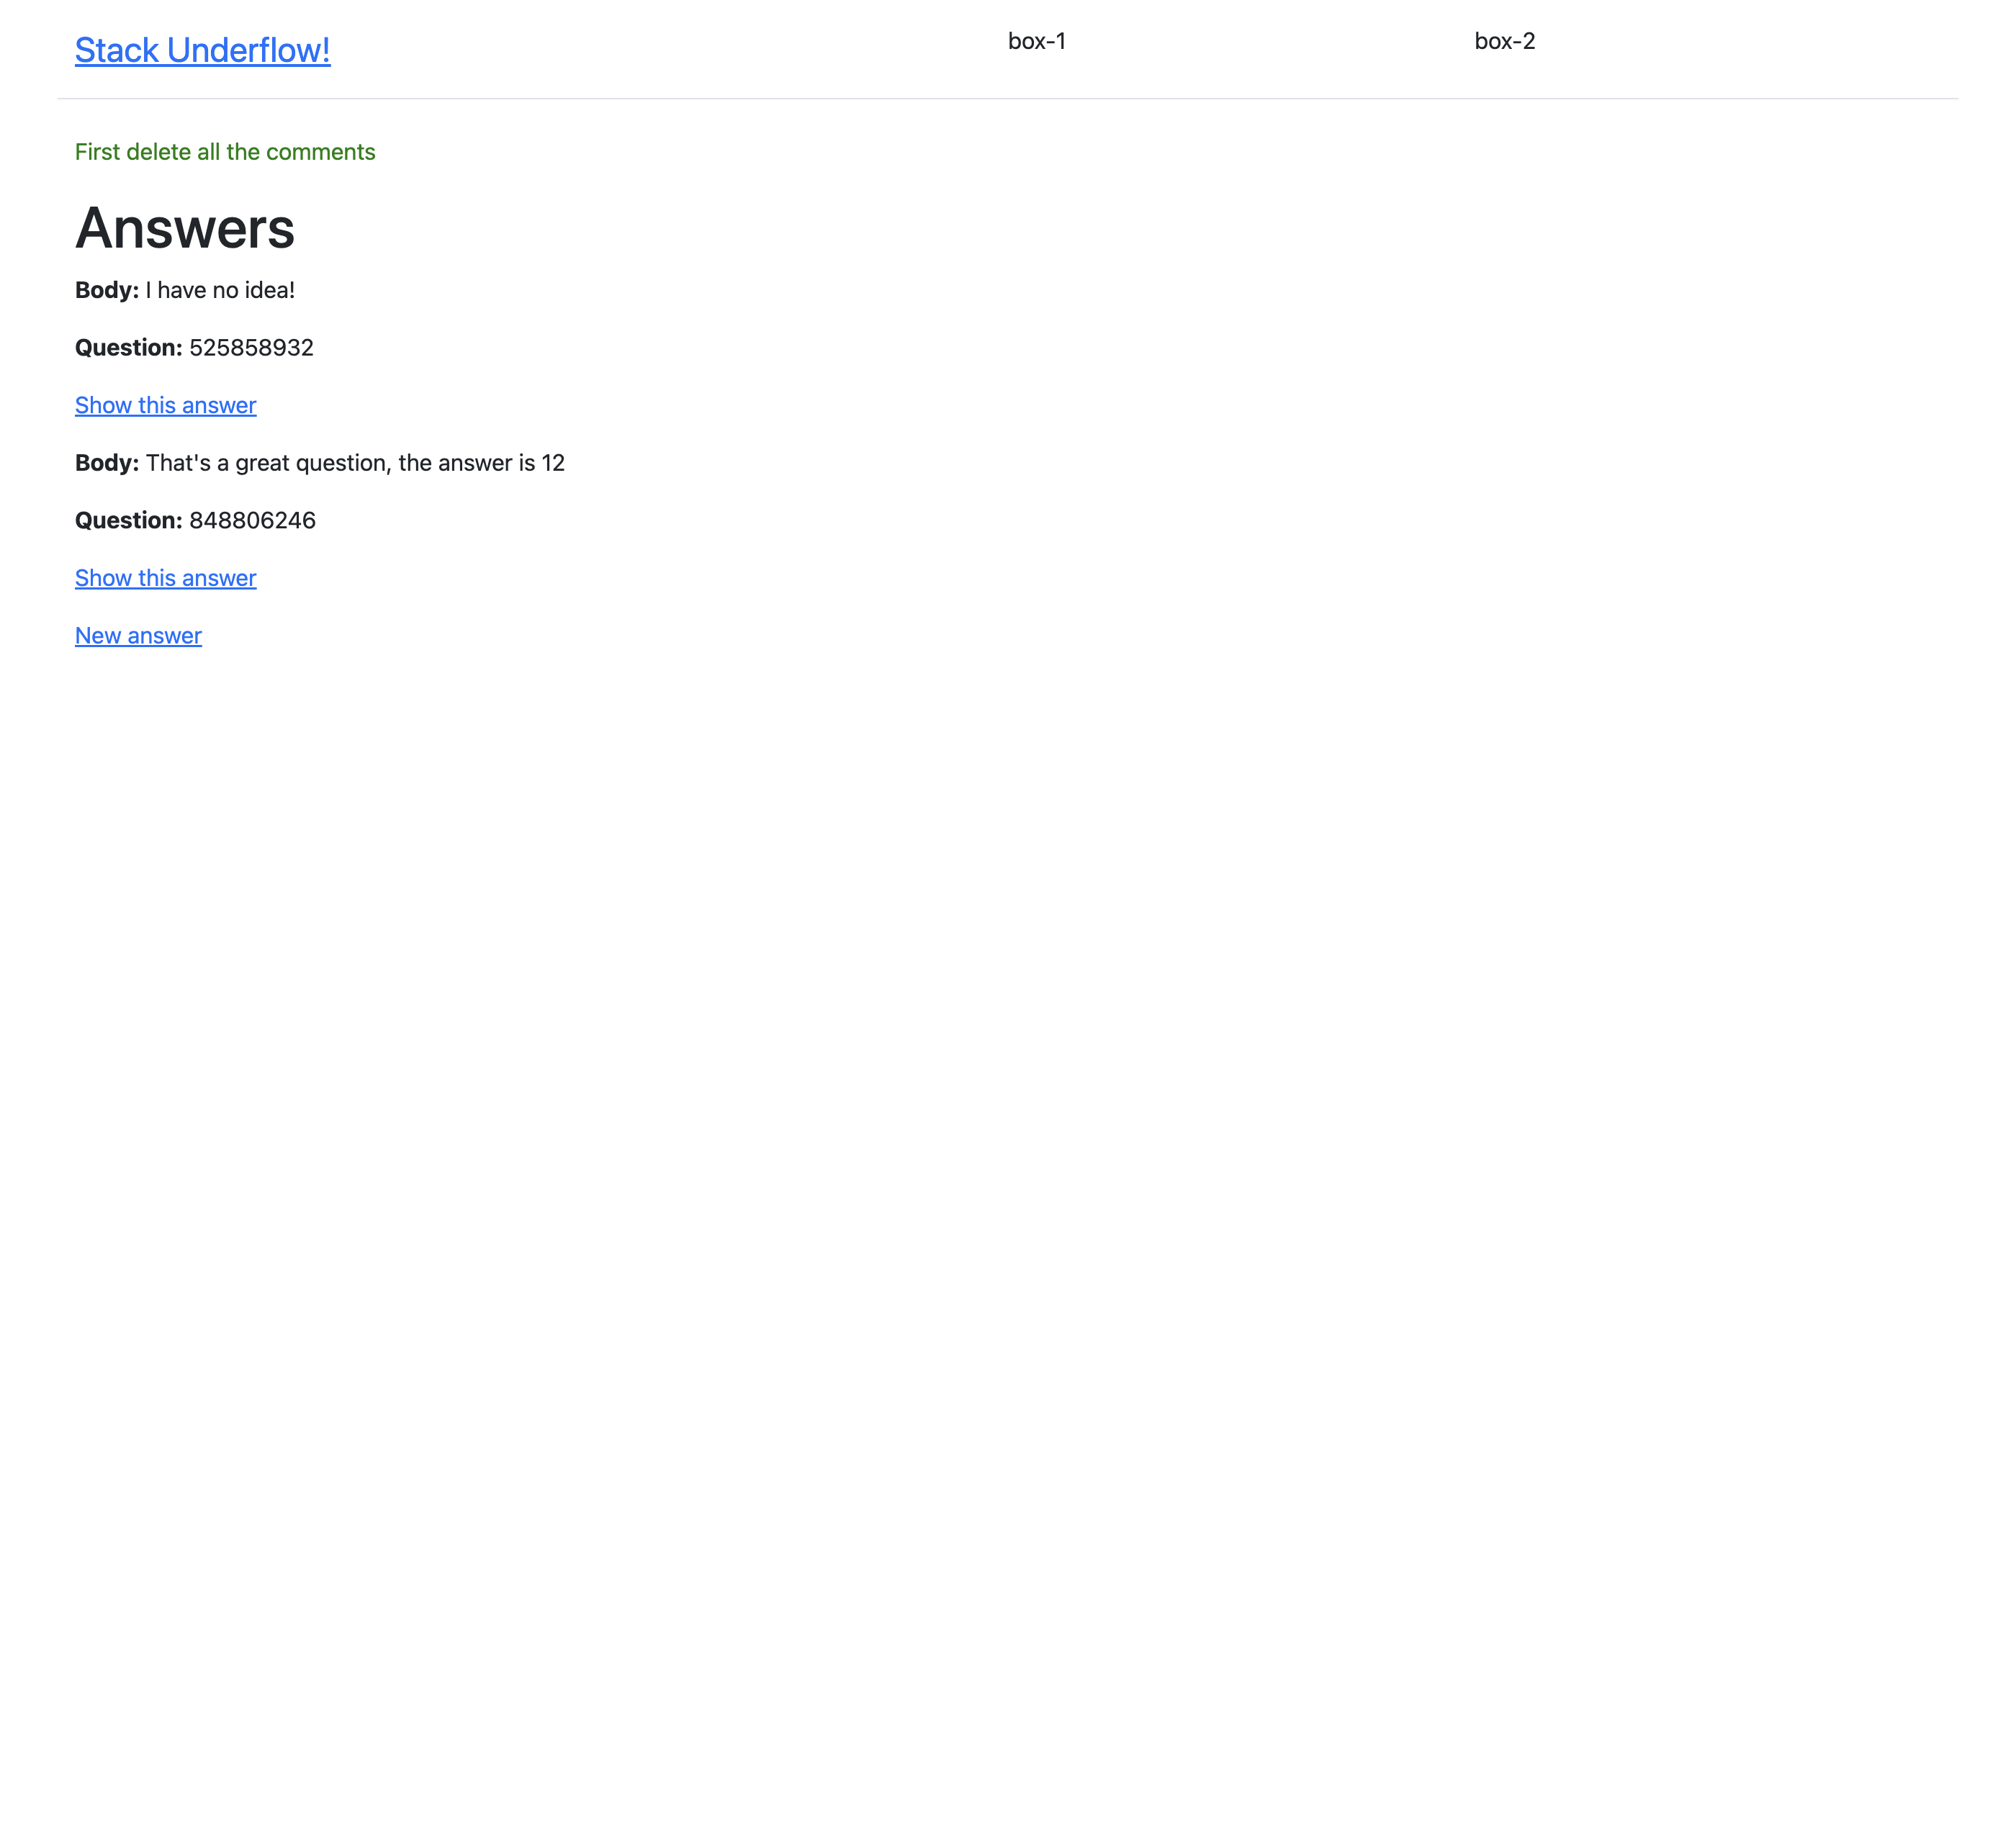 Stack Underflow!
box-1
box-2
First delete all the comments
Answers
Body: I have no idea!
Question: 525858932
Show this answer
Body: That's a great question, the answer is 12
Question: 848806246
Show this answer
New answer